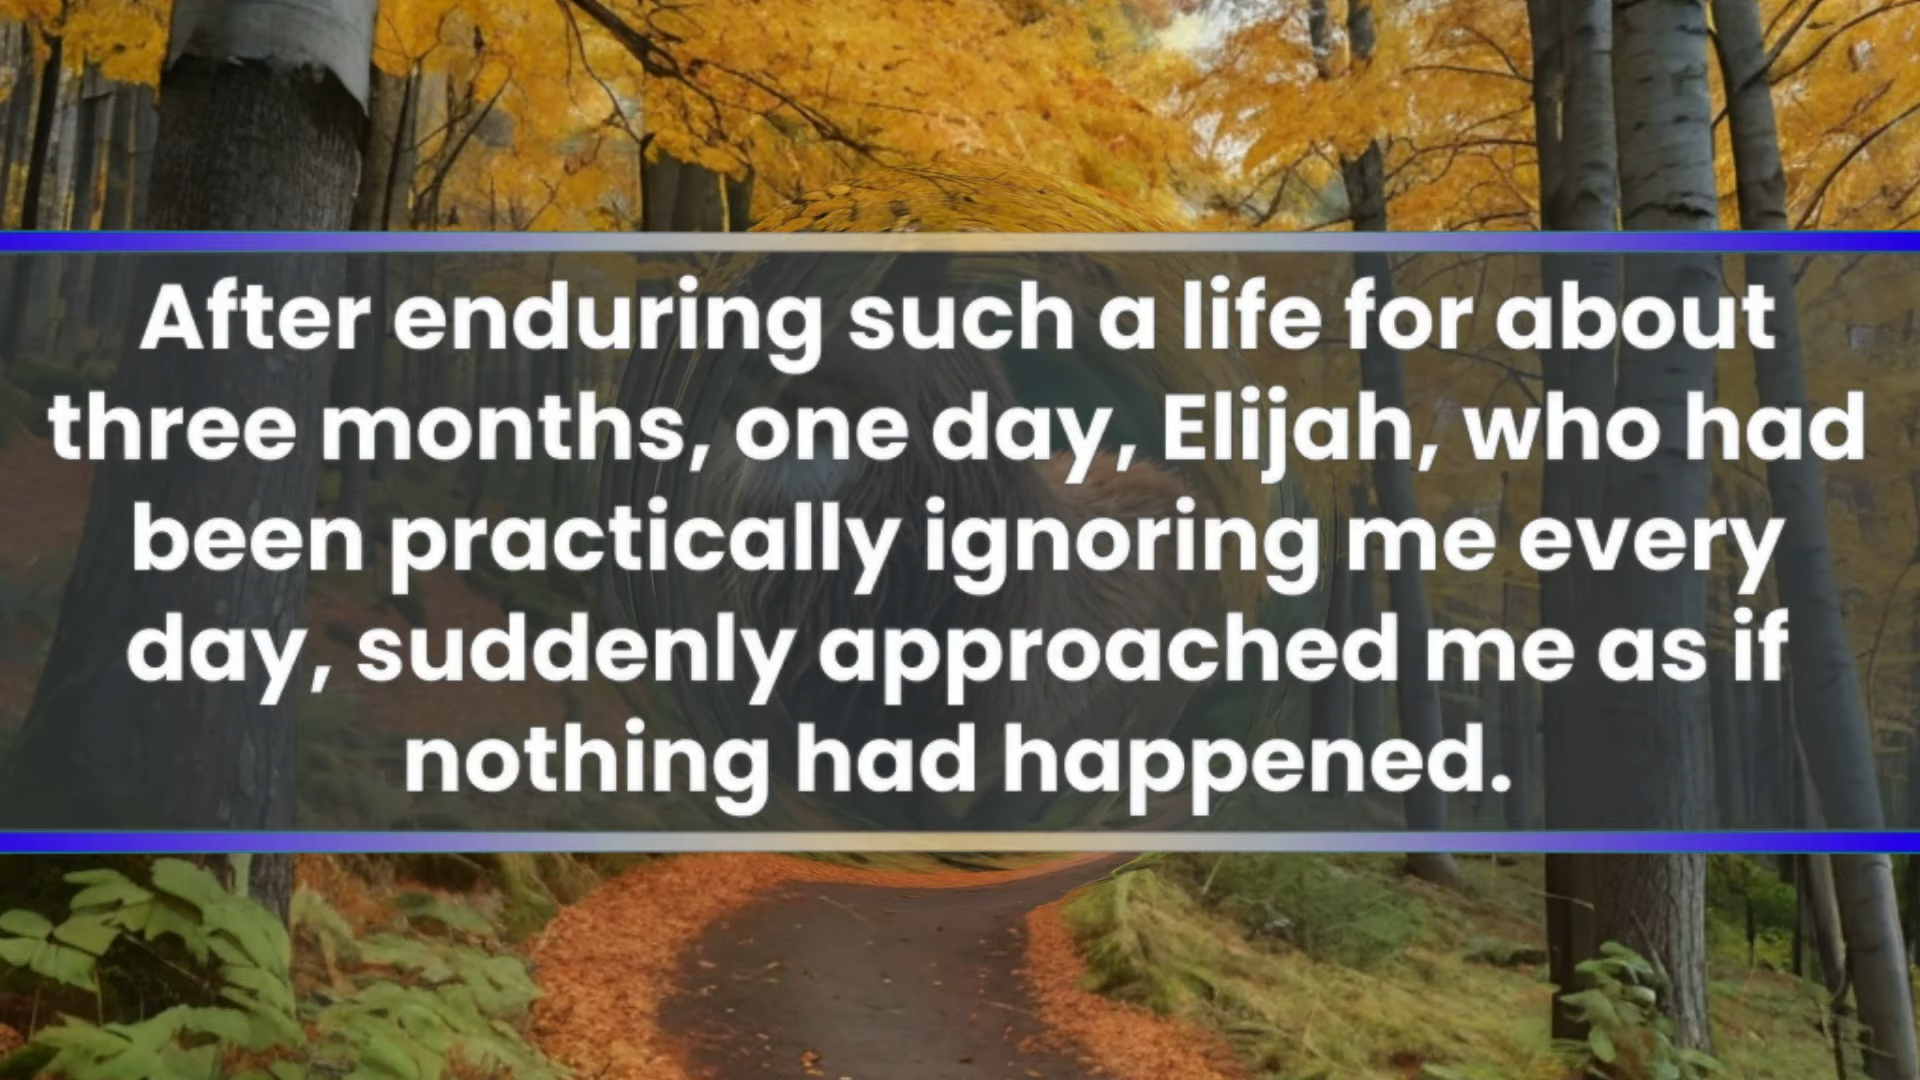 After enduring such a life for about
three months, one day, Elijah, who had
been practically ignoring me every
day, suddenly approached me as if
nothing had happened.